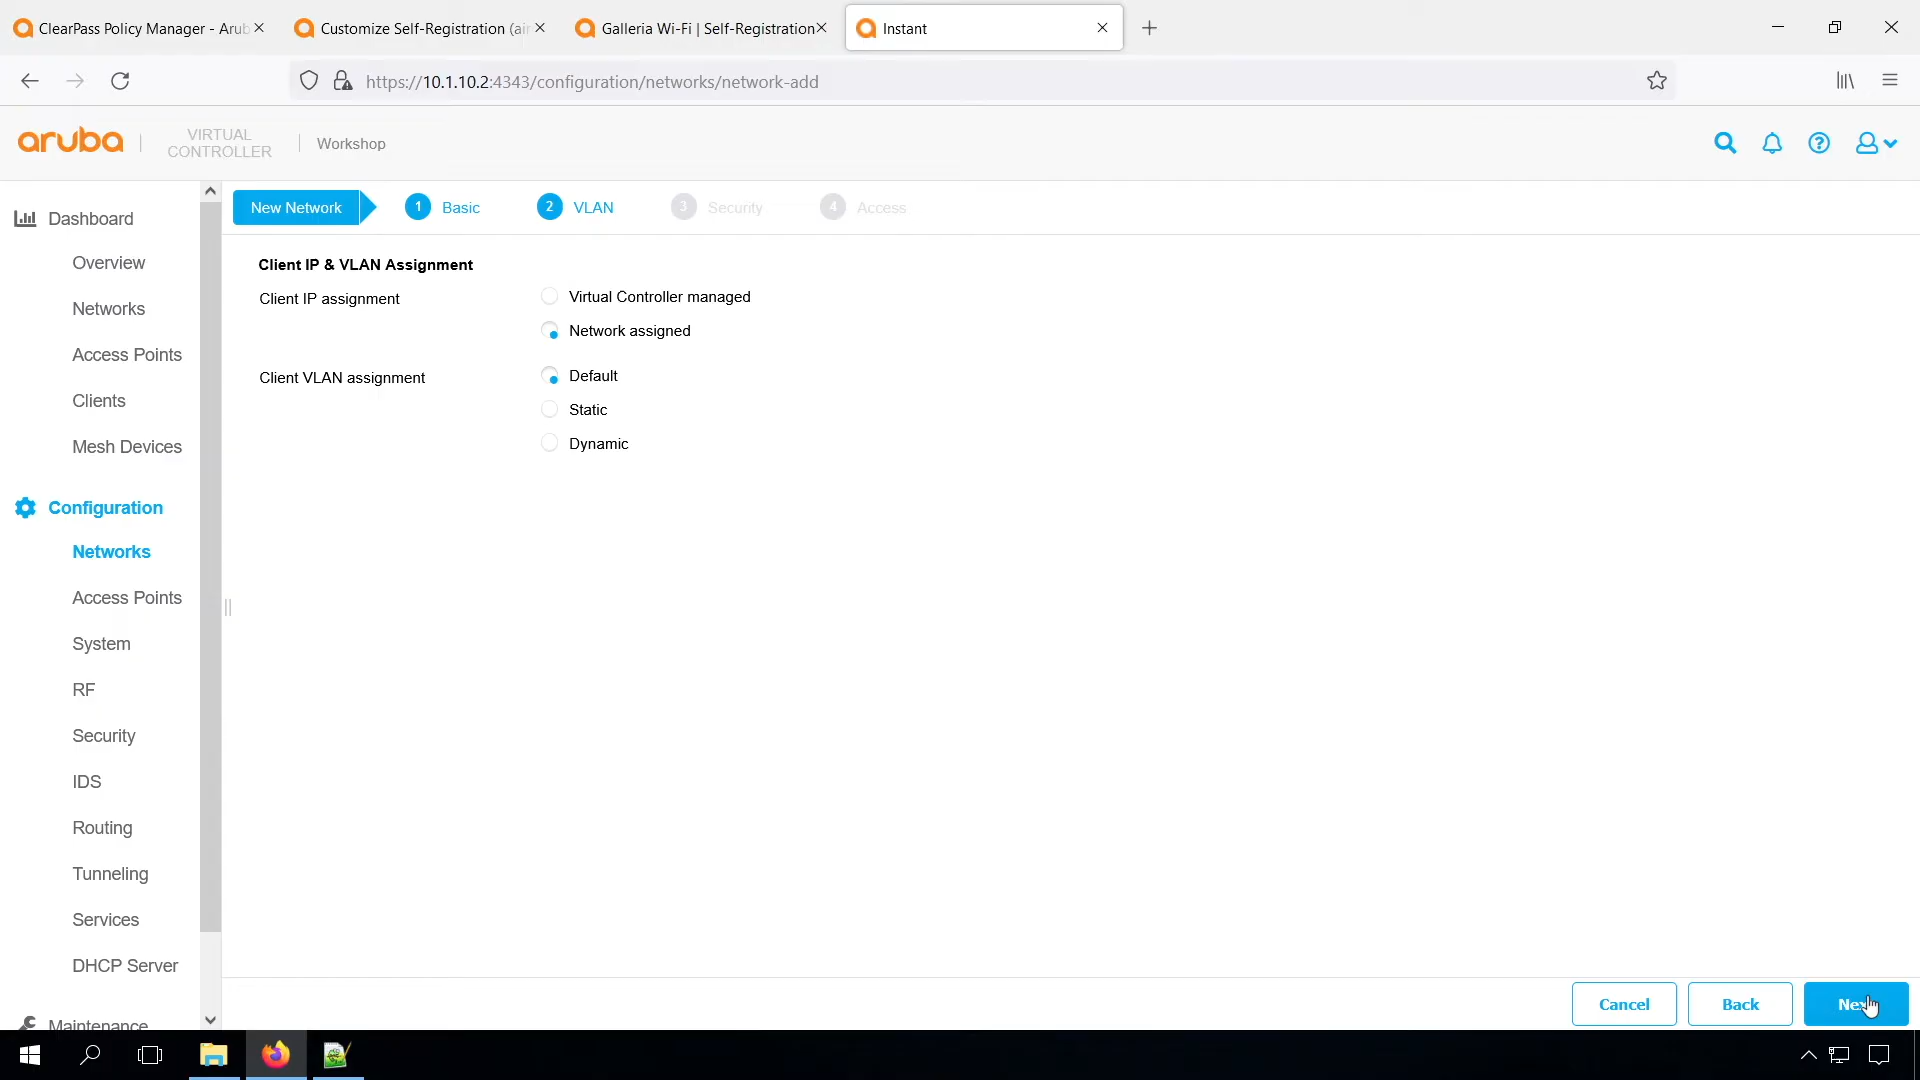 ClearPass Policy Manager - Arub
Customize Self-Registration (air
Galleria Wi-Fi | Self-Registration
Instant
https://10.1.10.2:4343/configuration/networks/network-add
aruba
VIRTUAL
CONTROLLER
Workshop
Dashboard
Overview
Networks
Access Points
Clients
Mesh Devices
Configuration
Networks
Access Points
System
RF
Security
IDS
Routing
Tunneling
Services
DHCP Server
Maintenance
New Network
1 Basic
2 VLAN
3 Security
4 Access
Client IP & VLAN Assignment
Client IP assignment
Virtual Controller managed
Network assigned
Client VLAN assignment
Default
Static
Dynamic
Cancel
Back
Next